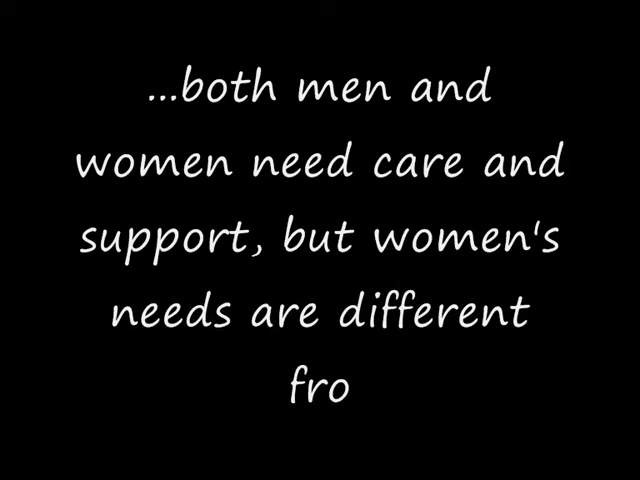 ...both men and
women need care and
support, but women's
needs are different
fro